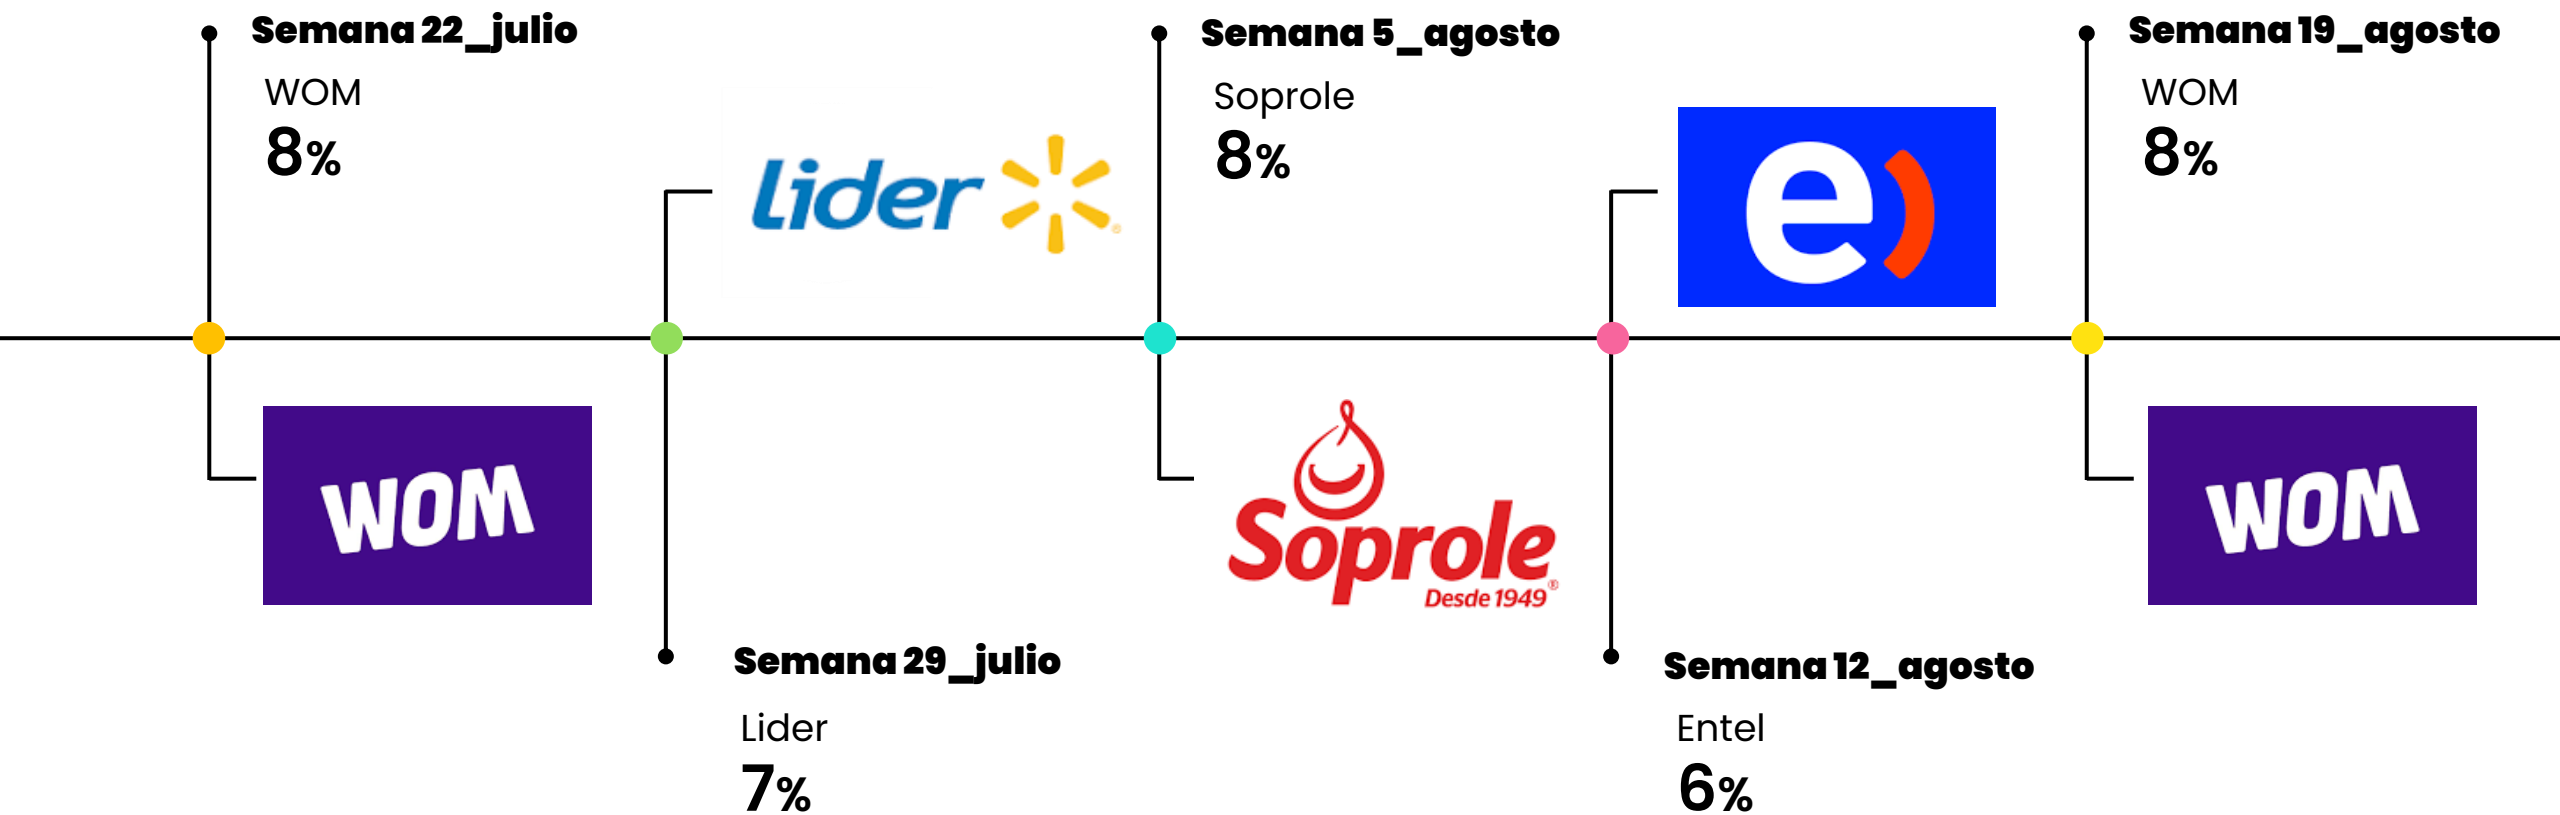 Semana 22_julio
WOM
8%
WOM
lider
Semana 29_julio
Lider
7%
Semana 5_agosto
Soprole
8%
Soprole®
Desde 1949
e)
Semana 12_agosto
Entel
6%
Semana 19_agosto
WOM
8%
WOM